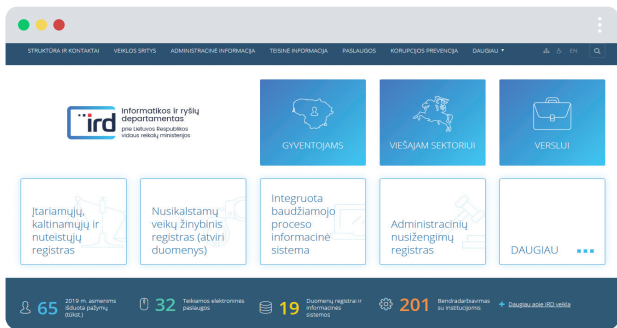 STRUKTŪRA IR KONTAKTAI VEIKLOS SRITYS ADMINISTRACINĖ INFORMACIJA TEISINĖ INFORMACIJA PASLAUGOS KORUPCIJOS PREVENCIJA DAUGIAU EN
ird
Informatikos ir ryšių
departamentas
prie Lietuvos Respublikos
vidaus reikalų ministerijos
GYVENTOJAMS
VIEŠAJAM SEKTORIUI
VERSLUI
Įtariamųjų,
kaltinamųjų ir
nuteistųjų
registras
Nusikalstamų
veikų žinybinis
registras (atviri
duomenys)
Integruota
baudžiamojo
proceso
informacinė
sistema
Administracinių
nusižengimų
registras
DAUGIAU
65 2019 m. asmenims
išduota pažymų
(tūkst.)
32 Teikiamos elektroninės
paslaugos
19 Duomenų registrai ir
informacinės
sistemos
201 Bendradarbiavimas
su institucijomis
+ Daugiau apie IRD veiklą